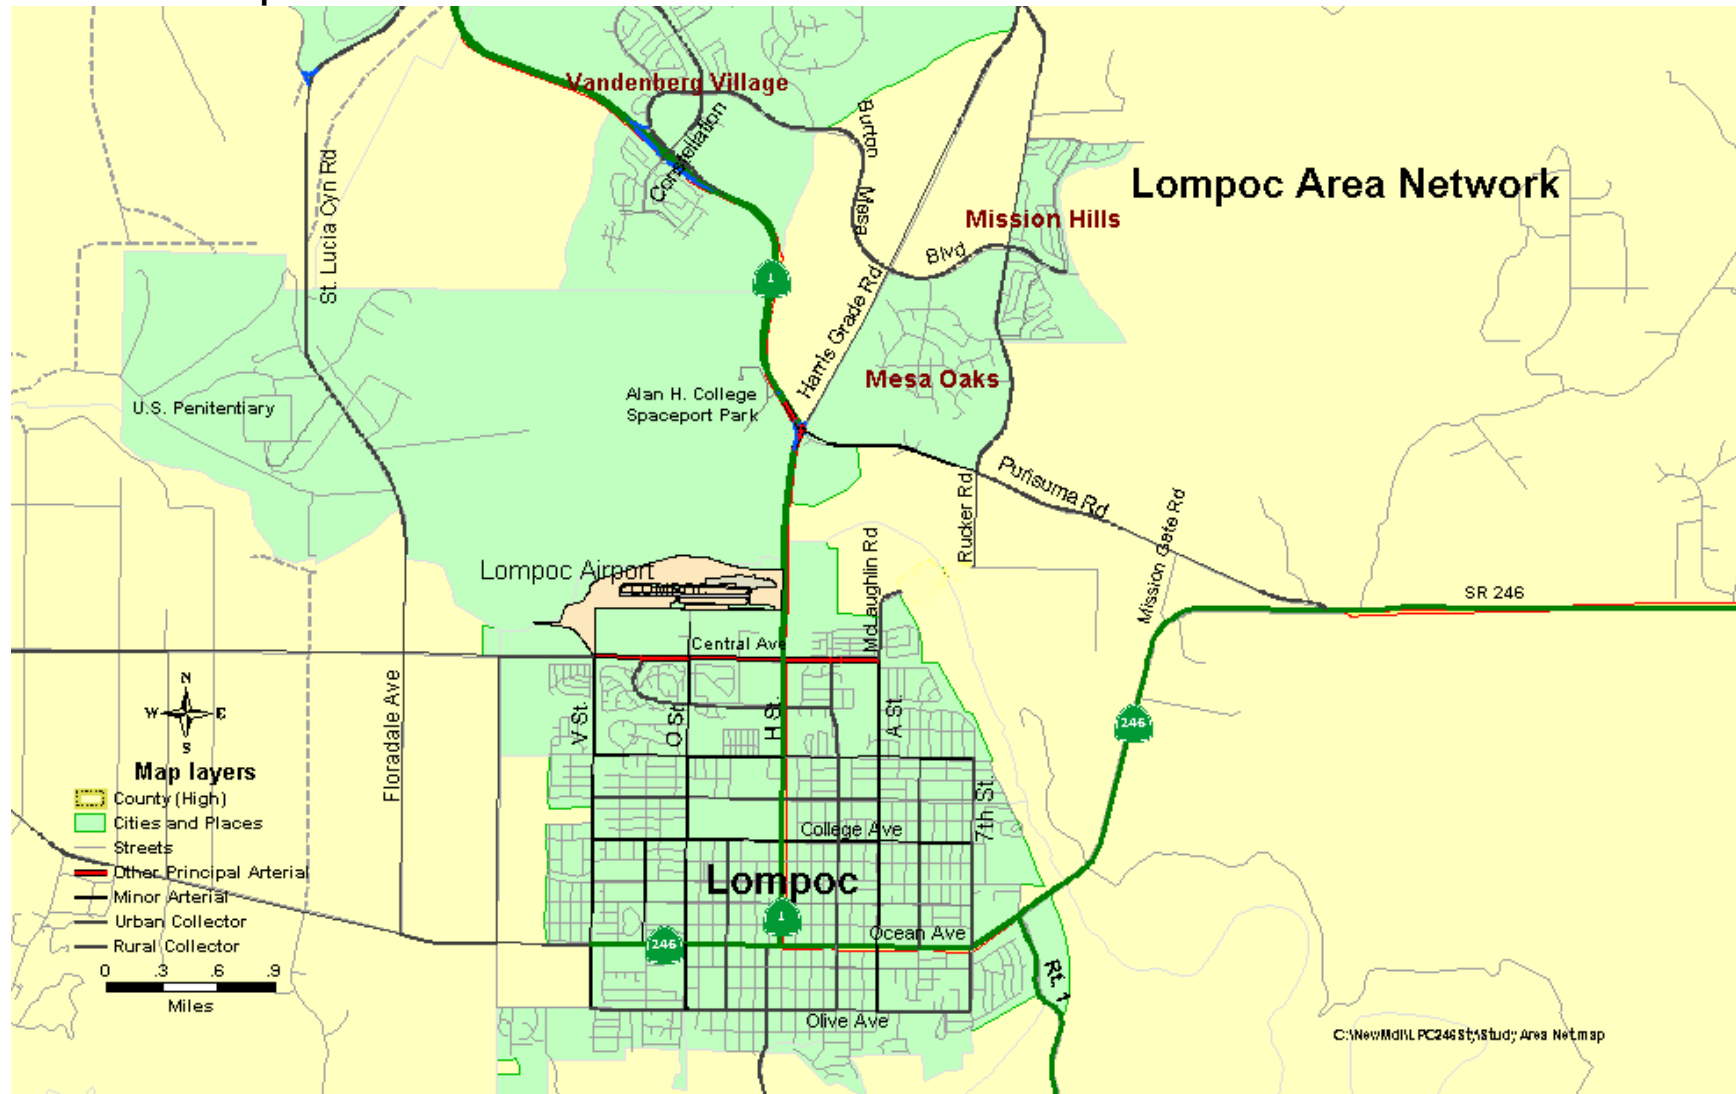 Vandenberg Village
Constellation
Burton
Mesa
Blvd
Lompoc Area Network
Mission Hills
St. Lucia Cyn Rd
1
Harris Grade Rd
Mesa Oaks
Alan H. College
Spaceport Park
U.S. Penitentiary
Purisuma Rd
Rucker Rd
Mission Gate Rd
McLaughlin Rd
Lompoc Airport
SR 246
Central Ave
Floradale Ave
V St.
O St.
H St.
A St.
7th St.
246
N
W E
S
Map layers
County (High)
Cities and Places
Streets
Other Principal Arterial
Minor Arterial
Urban Collector
Rural Collector
0 .3 .6 .9
Miles
College Ave
Lompoc
1
246
Ocean Ave
Rt. 1
Olive Ave